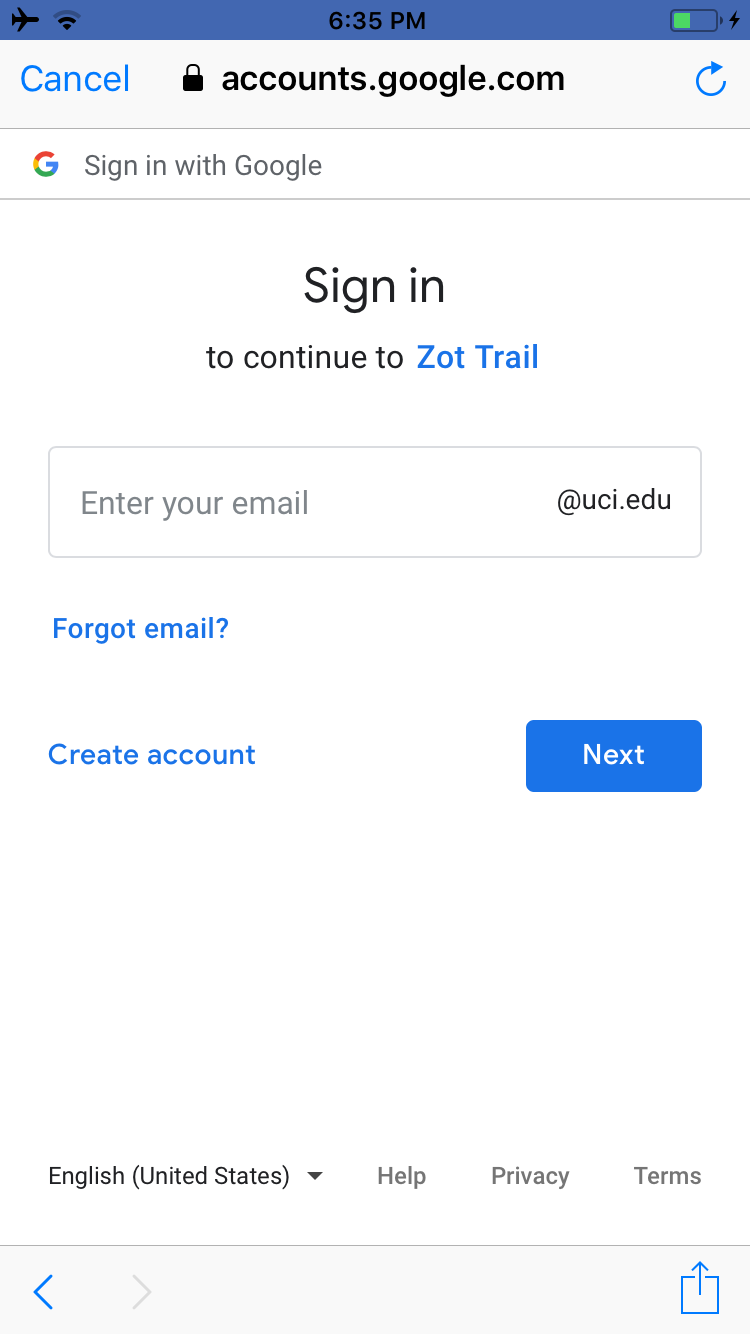 6:35 PM
Cancel accounts.google.com
Sign in with Google
Sign in
to continue to Zot Trail
Enter your email @uci.edu
Forgot email?
Create account Next
English (United States) Help Privacy Terms